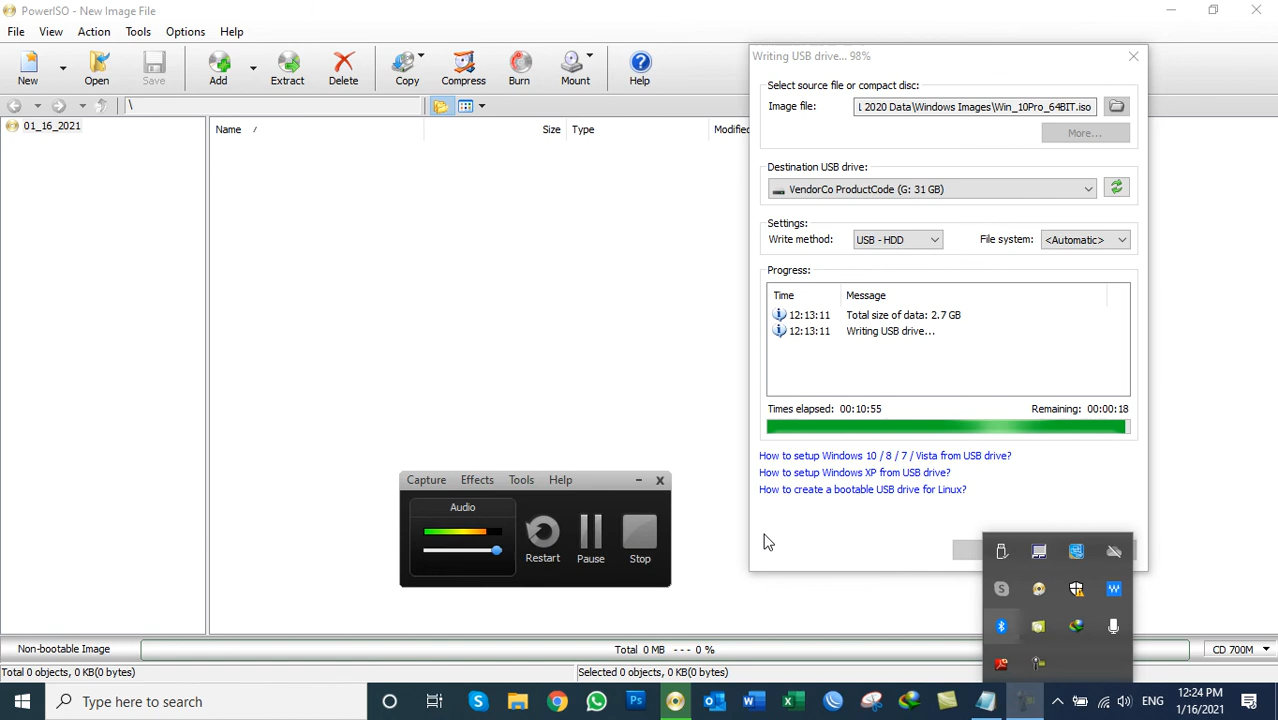 PowerISO - New Image File
File View Action Tools Options Help
New Open Save Add Extract Delete Copy Compress Burn Mount Help
\
01_16_2021
Name / Size Type Modified
Writing USB drive... 98%
Select source file or compact disc:
Image file: l 2020 Data\Windows Images\Win_10Pro_64BIT.iso
More...
Destination USB drive:
VendorCo ProductCode (G: 31 GB)
Settings:
Write method: USB - HDD File system: <Automatic>
Progress:
Time Message
12:13:11 Total size of data: 2.7 GB
12:13:11 Writing USB drive...
Times elapsed: 00:10:55 Remaining: 00:00:18
How to setup Windows 10 / 8 / 7 / Vista from USB drive?
How to setup Windows XP from USB drive?
How to create a bootable USB drive for Linux?
Capture Effects Tools Help
Audio
Restart Pause Stop
Non-bootable Image Total 0 MB --- 0 % CD 700M
Total 0 objects, 0 KB(0 bytes) Selected 0 objects, 0 KB(0 bytes)
Type here to search
ENG
12:24 PM
1/16/2021